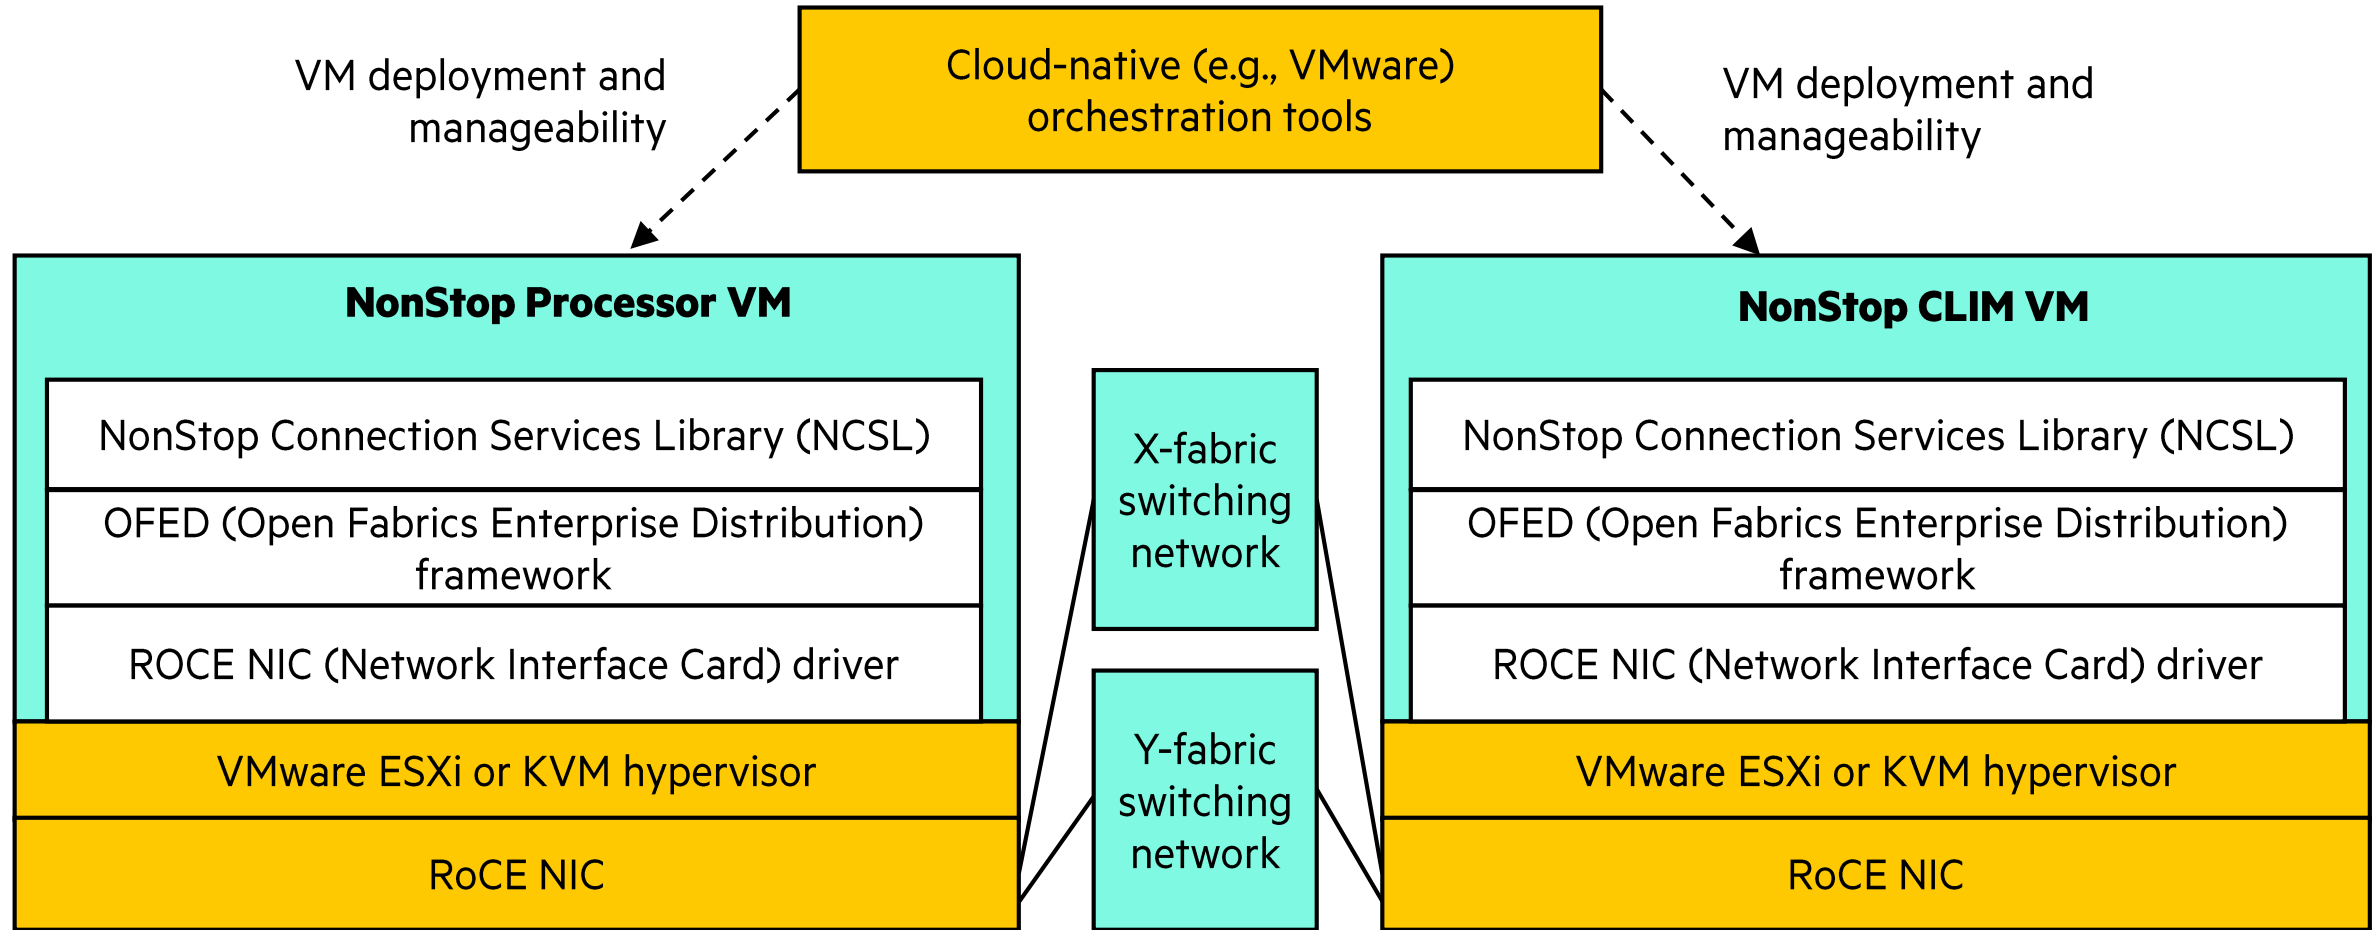 Cloud-native (e.g., VMware)
orchestration tools
VM deployment and
manageability
VM deployment and
manageability
NonStop Processor VM
NonStop Connection Services Library (NCSL)
OFED (Open Fabrics Enterprise Distribution)
framework
ROCE NIC (Network Interface Card) driver
VMware ESXi or KVM hypervisor
RoCE NIC
X-fabric
switching
network
Y-fabric
switching
network
NonStop CLIM VM
NonStop Connection Services Library (NCSL)
OFED (Open Fabrics Enterprise Distribution)
framework
ROCE NIC (Network Interface Card) driver
VMware ESXi or KVM hypervisor
RoCE NIC